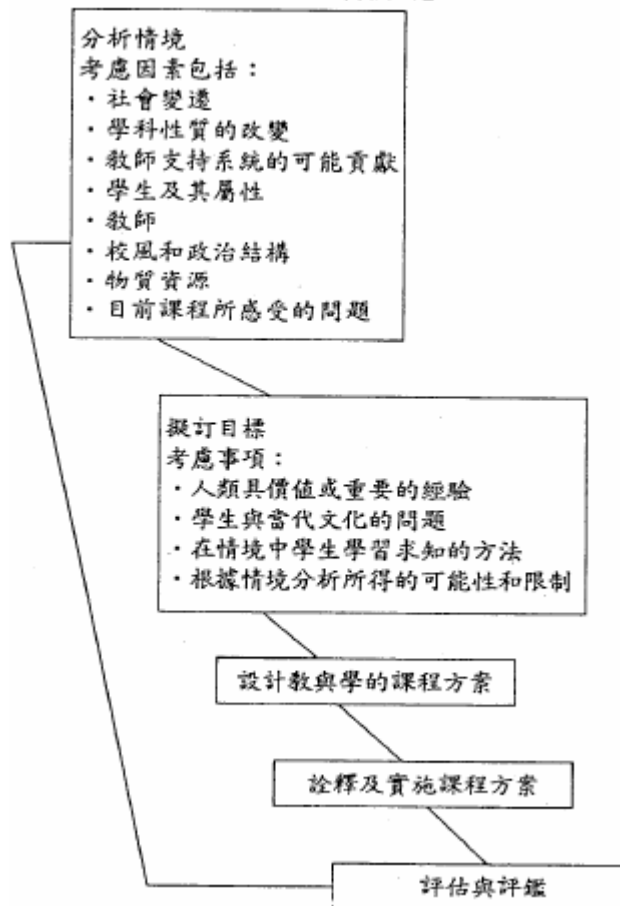 分析情境
考慮因素包括：
・社會變遷
・學科性質的改變
・教師支持系統的可能貢獻
・學生及其屬性
・教師
・校風和政治結構
・物質資源
・目前課程所感受的問題
擬訂目標
考慮事項：
・人類具價值或重要的經驗
・學生與當代文化的問題
・在情境中學生學習求知的方法
・根據情境分析所得的可能性和限制
設計教與學的課程方案
詮釋及實施課程方案
評估與評鑑